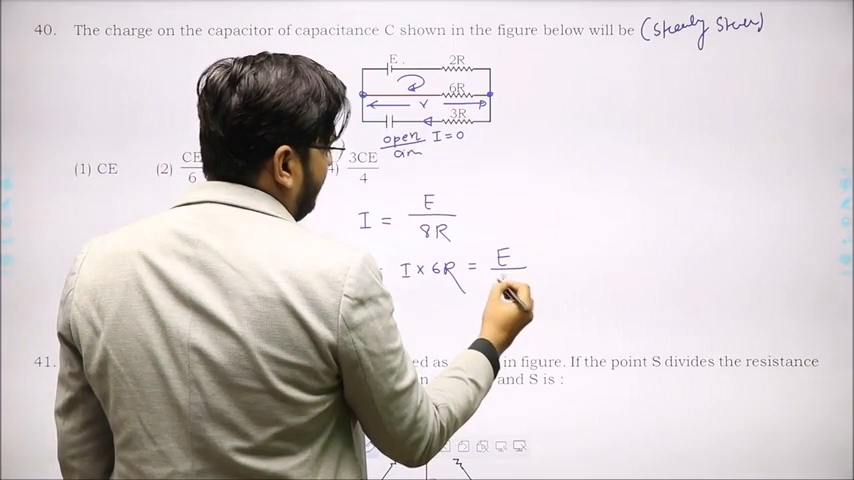 40. The charge on the capacitor of capacitance C shown in the figure below will be (Steady State)
E 2R
6R
V
3R
open I = 0
(1) CE (2) CE/6 3CE/4
I = E/8R
I × 6R = E
41. ed as in figure. If the point S divides the resistance
and S is :